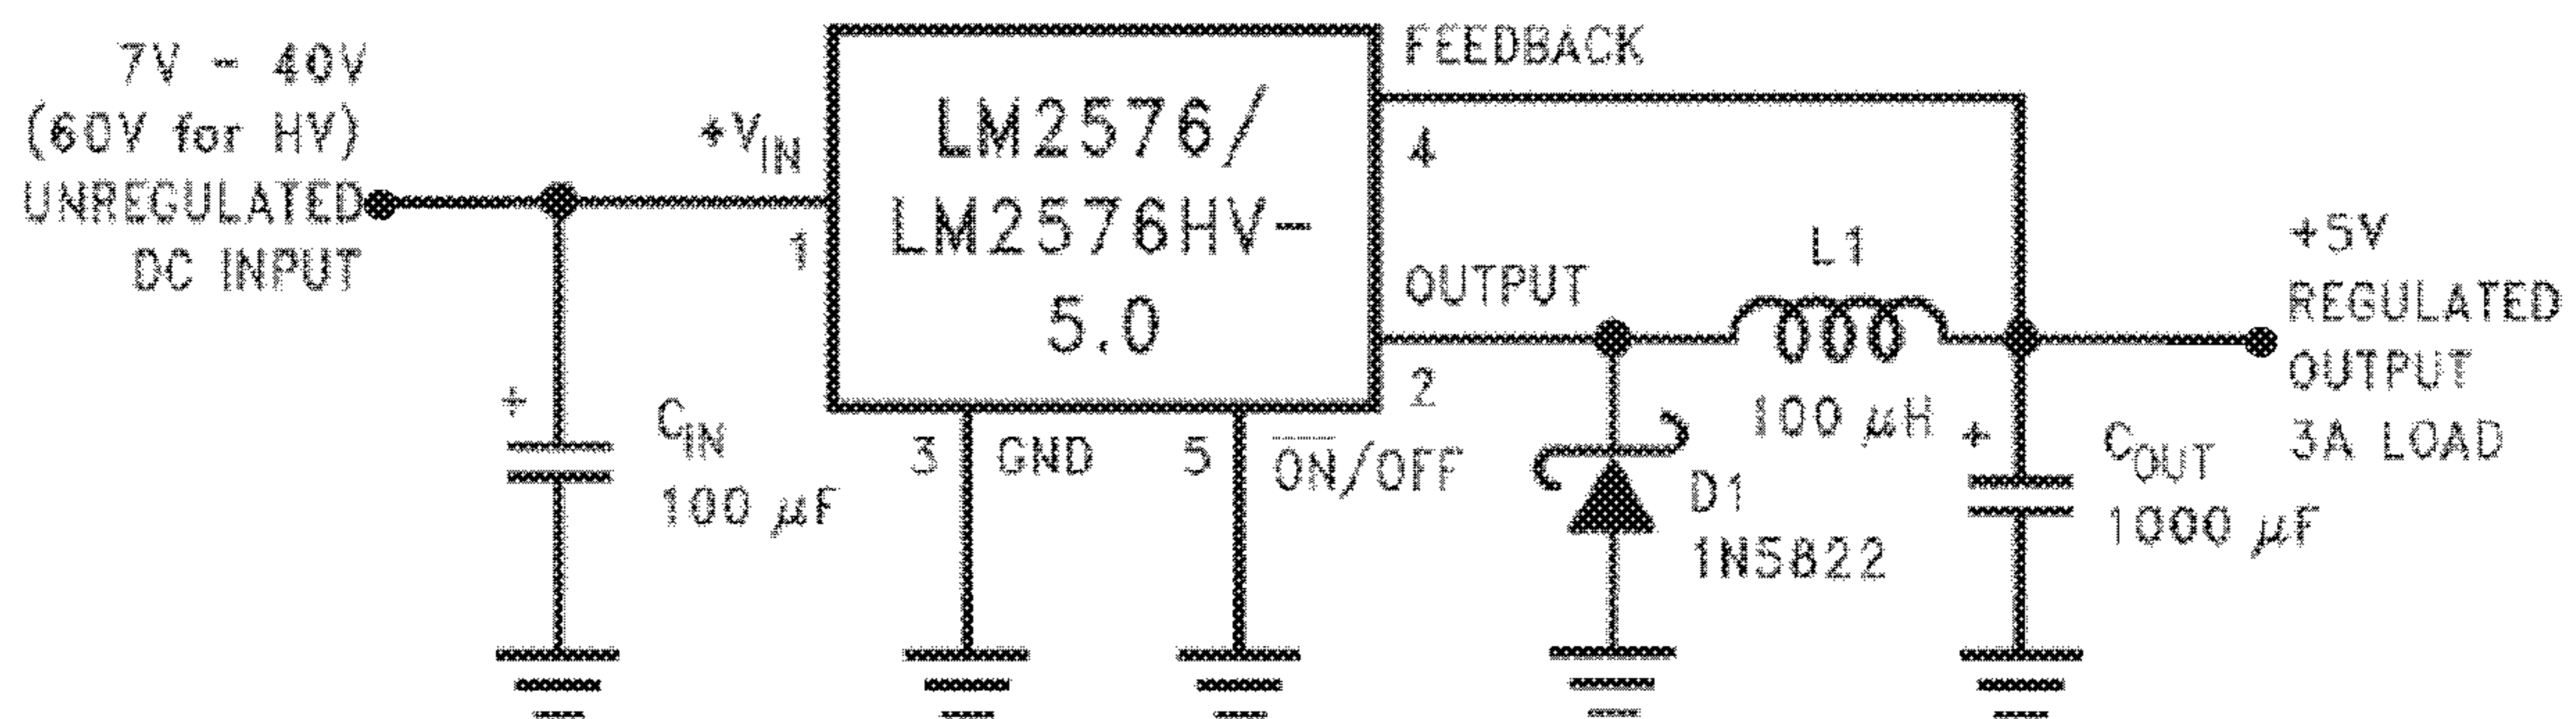 7V - 40V
(60V for HV)
UNREGULATED
DC INPUT
+VIN
1
CIN
100 μF
+
LM2576/
LM2576HV-
5.0
3
GND
5
ON/OFF
FEEDBACK
4
OUTPUT
2
L1
100 μH
D1
1N5822
+
COUT
1000 μF
+5V
REGULATED
OUTPUT
3A LOAD